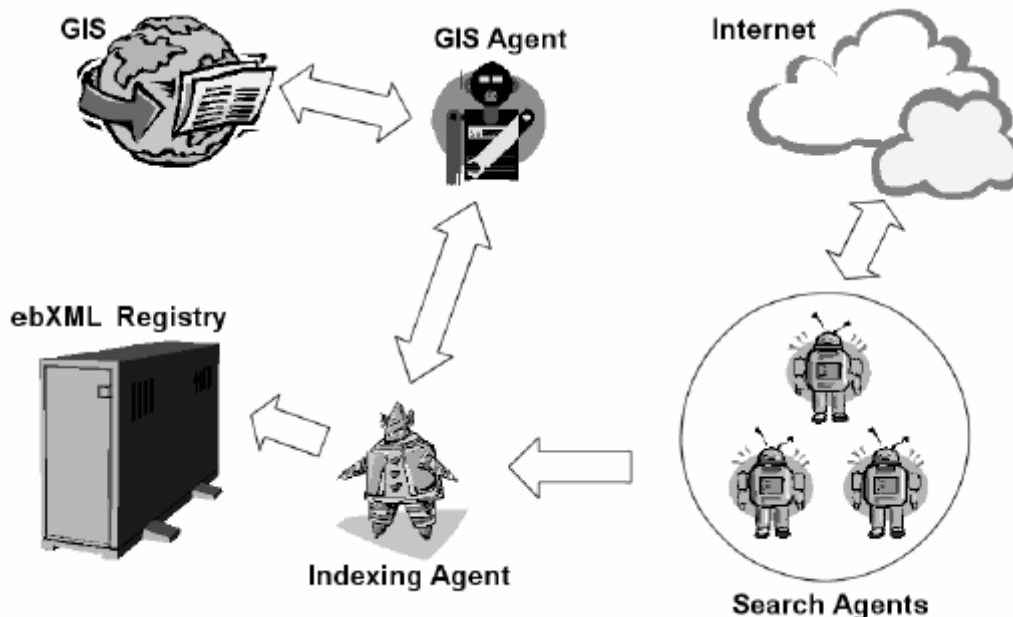 GIS
GIS Agent
Internet
ebXML Registry
Indexing Agent
Search Agents